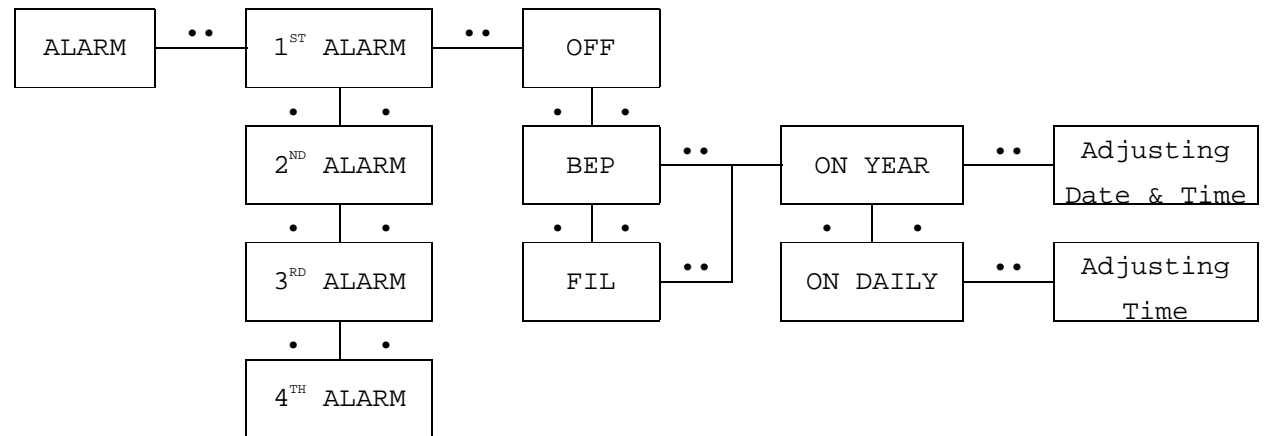 ALARM
1ST ALARM
OFF
2ND ALARM
BEP
ON YEAR
Adjusting
Date & Time
3RD ALARM
FIL
ON DAILY
Adjusting
Time
4TH ALARM